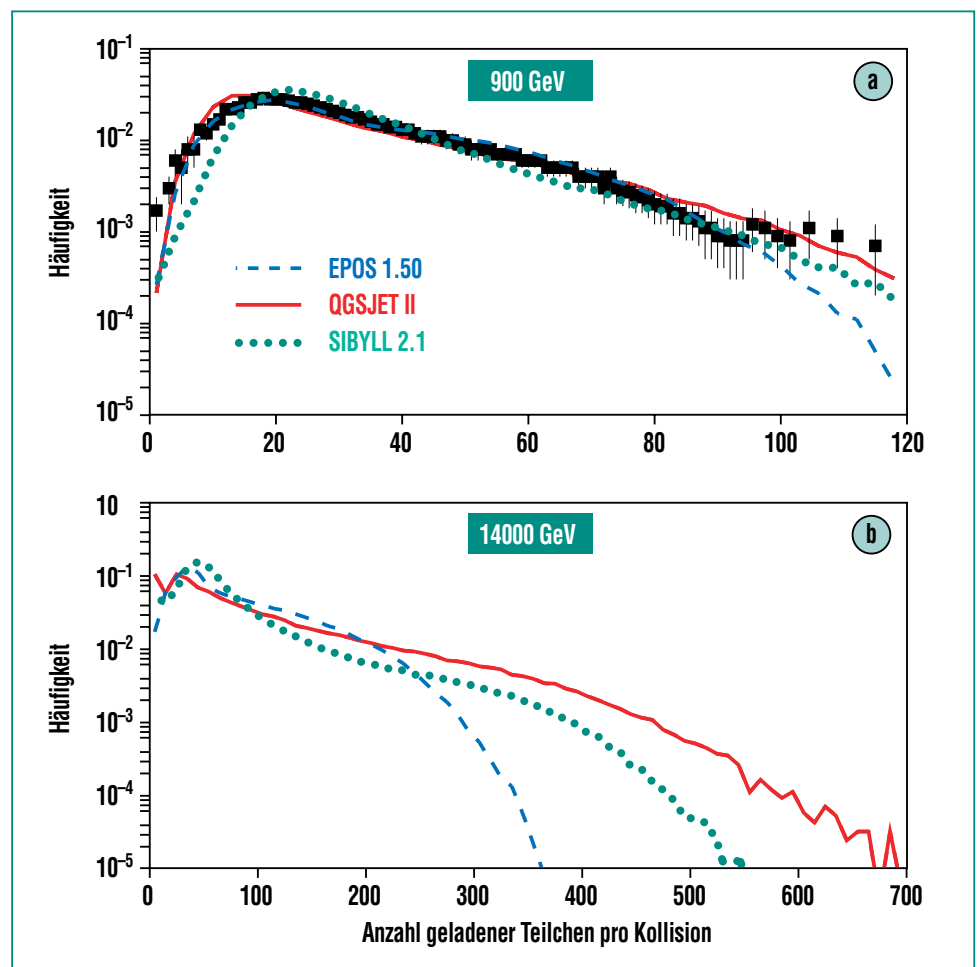 10⁻¹
900 GeV
a
10⁻²
Häufigkeit
10⁻³
EPOS 1.50
QGSJET II
10⁻⁴
SIBYLL 2.1
10⁻⁵
0 20 40 60 80 100 120
10
14000 GeV
b
10⁻¹
10⁻²
Häufigkeit
10⁻³
10⁻⁴
10⁻⁵
0 100 200 300 400 500 600 700
Anzahl geladener Teilchen pro Kollision